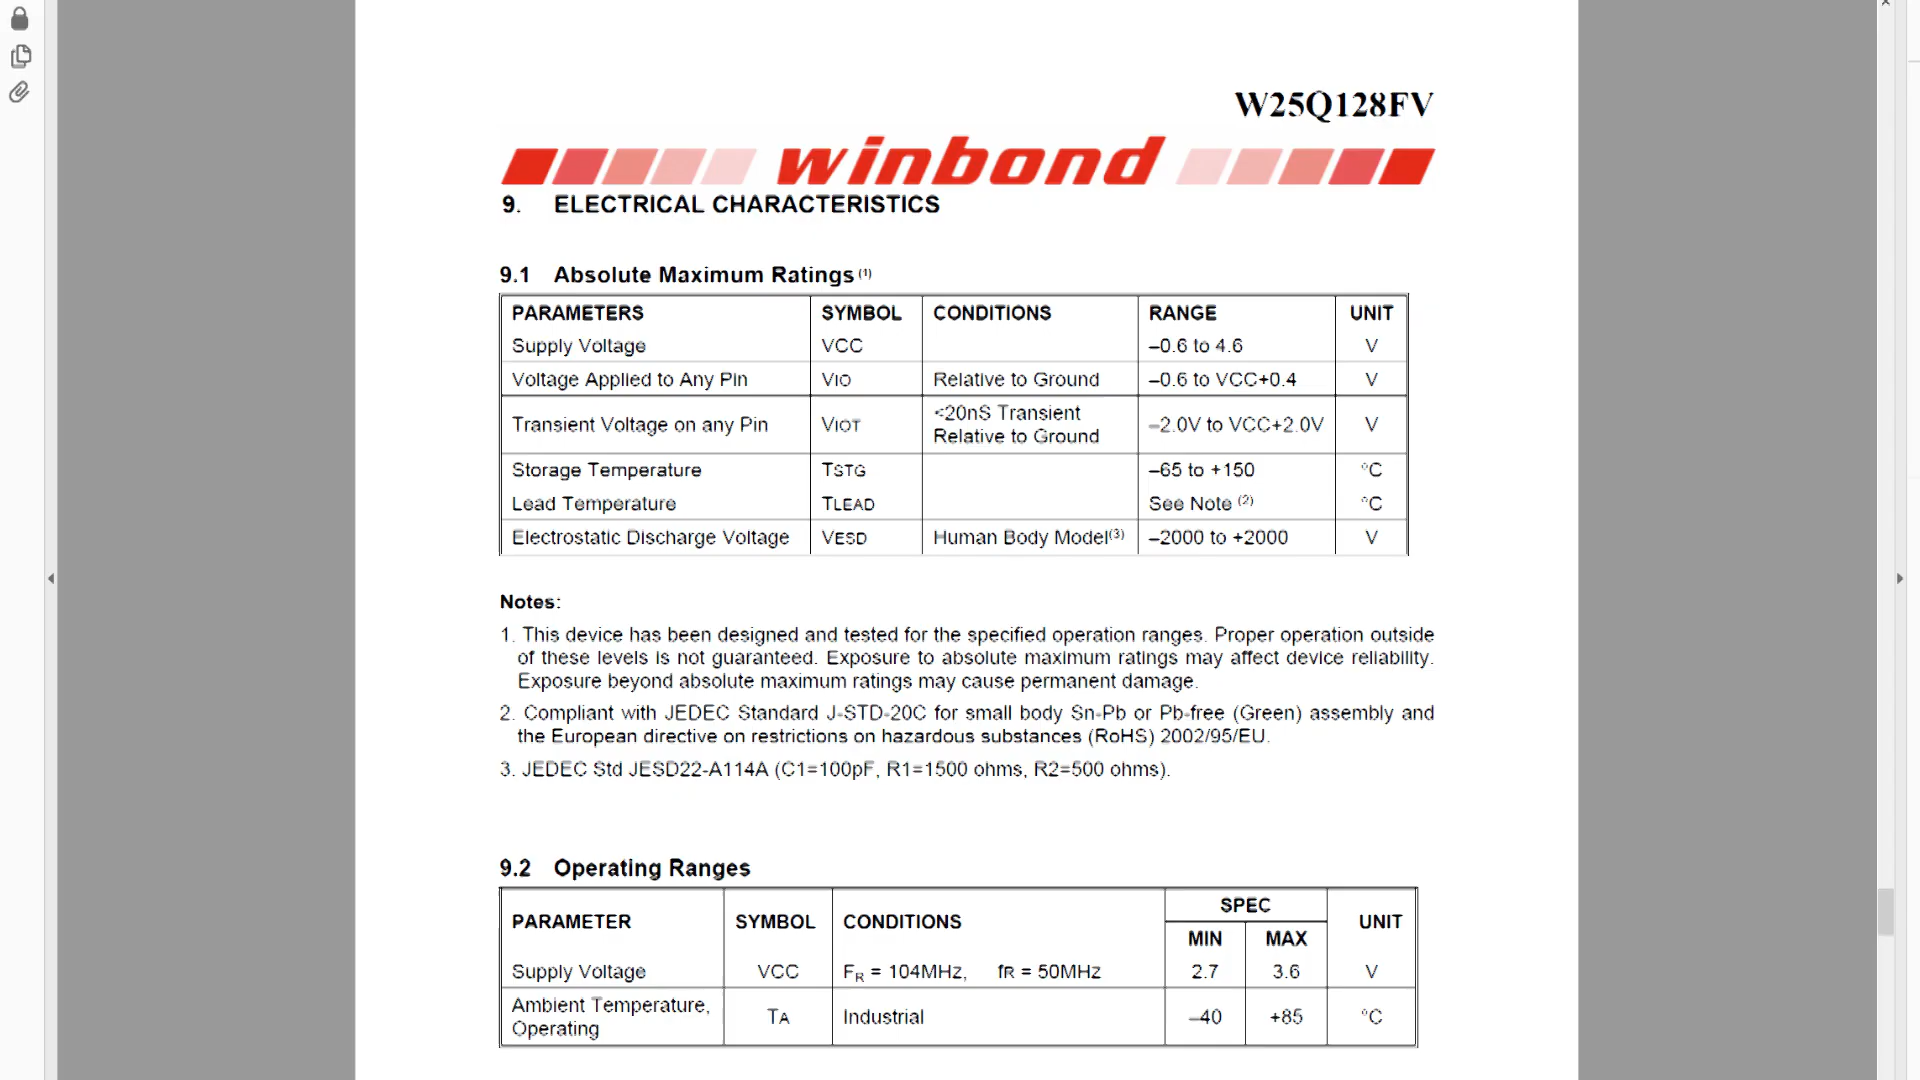 W25Q128FV
winbond
9. ELECTRICAL CHARACTERISTICS
9.1 Absolute Maximum Ratings (1)
PARAMETERS SYMBOL CONDITIONS RANGE UNIT
Supply Voltage VCC –0.6 to 4.6 V
Voltage Applied to Any Pin VIO Relative to Ground –0.6 to VCC+0.4 V
Transient Voltage on any Pin VIOT <20nS Transient Relative to Ground –2.0V to VCC+2.0V V
Storage Temperature TSTG –65 to +150 °C
Lead Temperature TLEAD See Note (2) °C
Electrostatic Discharge Voltage VESD Human Body Model(3) –2000 to +2000 V
Notes:
1. This device has been designed and tested for the specified operation ranges. Proper operation outside
of these levels is not guaranteed. Exposure to absolute maximum ratings may affect device reliability.
Exposure beyond absolute maximum ratings may cause permanent damage.
2. Compliant with JEDEC Standard J-STD-20C for small body Sn-Pb or Pb-free (Green) assembly and
the European directive on restrictions on hazardous substances (RoHS) 2002/95/EU.
3. JEDEC Std JESD22-A114A (C1=100pF, R1=1500 ohms, R2=500 ohms).
9.2 Operating Ranges
PARAMETER SYMBOL CONDITIONS SPEC UNIT
MIN MAX
Supply Voltage VCC FR = 104MHz, fR = 50MHz 2.7 3.6 V
Ambient Temperature, Operating TA Industrial –40 +85 °C